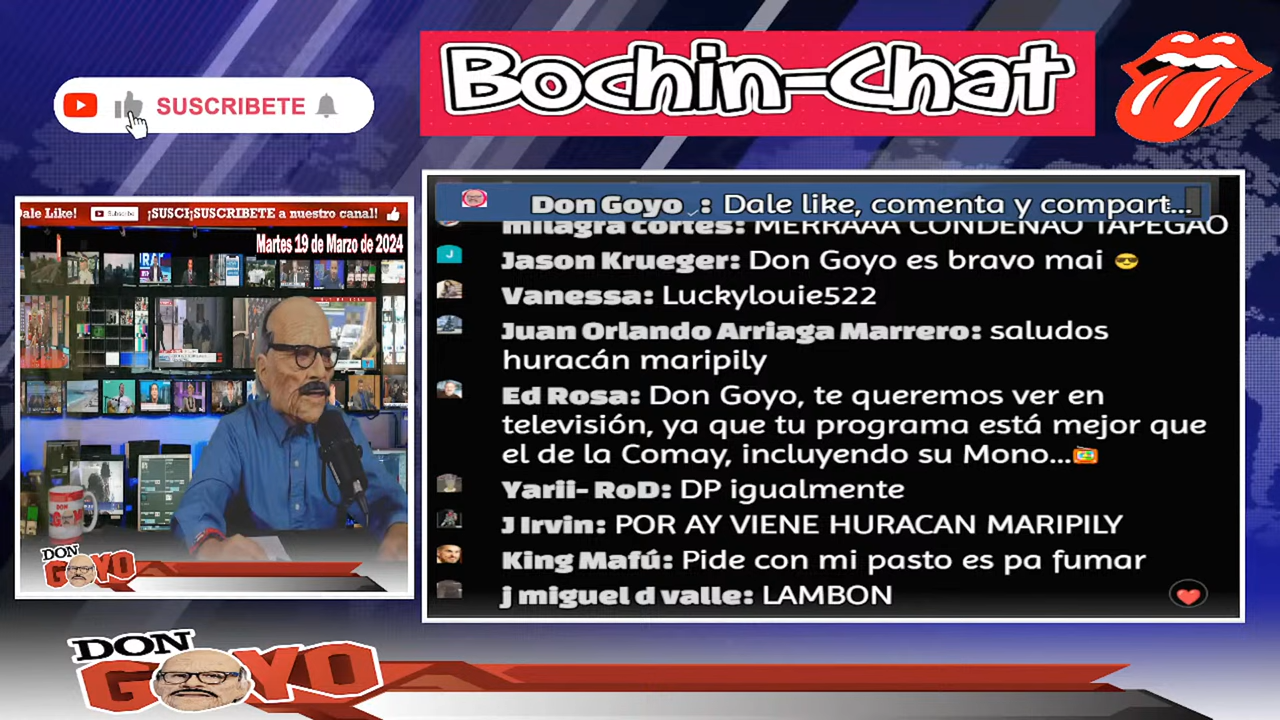 Bochin-Chat
SUSCRIBETE
Dale Like! Subscribe ¡SUSC ¡SUSCRIBETE a nuestro canal!
Martes 19 de Marzo de 2024
DON
GOYO
Don Goyo : Dale like, comenta y compart...
milagra cortes: MERRAAA CONDENAO TAPEGAO
Jason Krueger: Don Goyo es bravo mai 😎
Vanessa: Luckylouie522
Juan Orlando Arriaga Marrero: saludos
huracán maripily
Ed Rosa: Don Goyo, te queremos ver en
televisión, ya que tu programa está mejor que
el de la Comay, incluyendo su Mono...📻
Yarii- RoD: DP igualmente
J Irvin: POR AY VIENE HURACAN MARIPILY
King Mafú: Pide con mi pasto es pa fumar
j miguel d valle: LAMBON
DON
GOYO